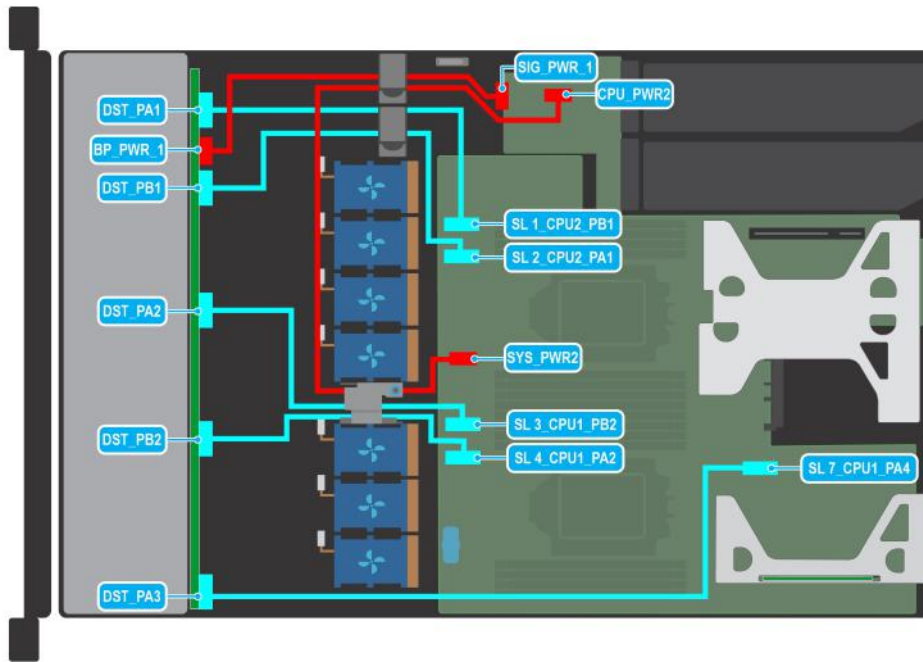 SIG_PWR_1
DST_PA1
CPU_PWR2
BP_PWR_1
DST_PB1
SL 1_CPU2_PB1
SL 2_CPU2_PA1
DST_PA2
SYS_PWR2
SL 3_CPU1_PB2
DST_PB2
SL 4_CPU1_PA2
SL 7_CPU1_PA4
DST_PA3